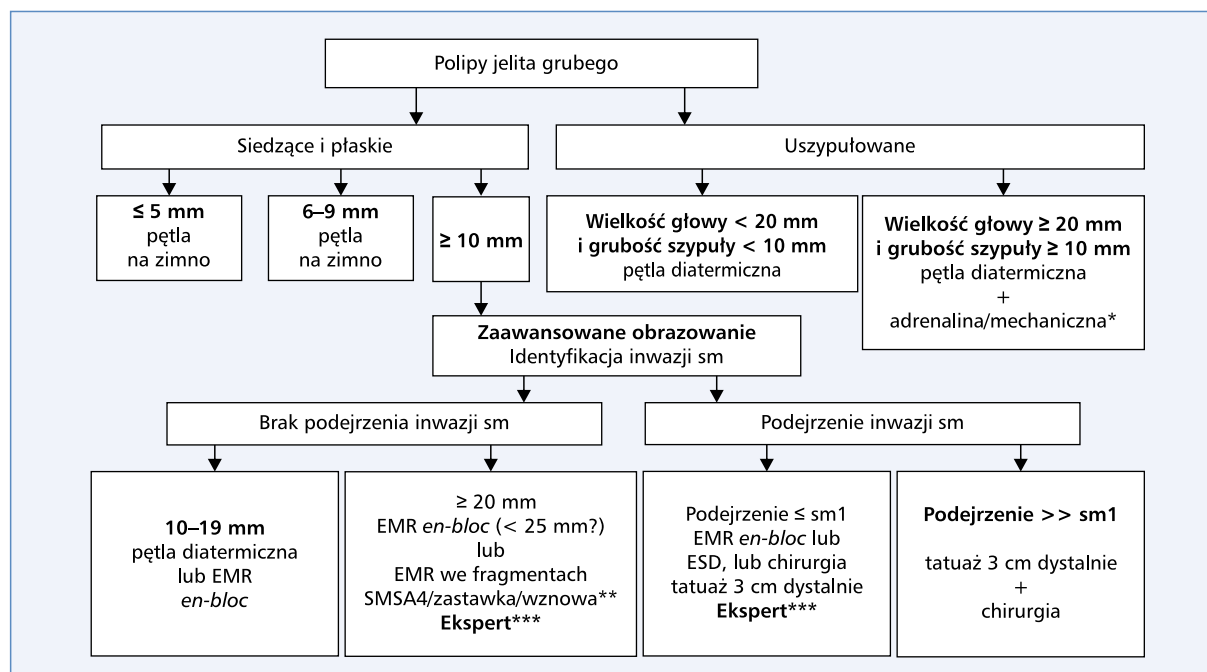 Polipy jelita grubego
Siedzące i płaskie
Uszypułowane
≤ 5 mm
pętla
na zimno
6–9 mm
pętla
na zimno
≥ 10 mm
Wielkość głowy < 20 mm
i grubość szypuły < 10 mm
pętla diatermiczna
Wielkość głowy ≥ 20 mm
i grubość szypuły ≥ 10 mm
pętla diatermiczna
+
adrenalina/mechaniczna*
Zaawansowane obrazowanie
Identyfikacja inwazji sm
Brak podejrzenia inwazji sm
Podejrzenie inwazji sm
10–19 mm
pętla diatermiczna
lub EMR
en-bloc
≥ 20 mm
EMR en-bloc (< 25 mm?)
lub
EMR we fragmentach
SMSA4/zastawka/wznowa**
Ekspert***
Podejrzenie ≤ sm1
EMR en-bloc lub
ESD, lub chirurgia
tatuaż 3 cm dystalnie
Ekspert***
Podejrzenie >> sm1
tatuaż 3 cm dystalnie
+
chirurgia